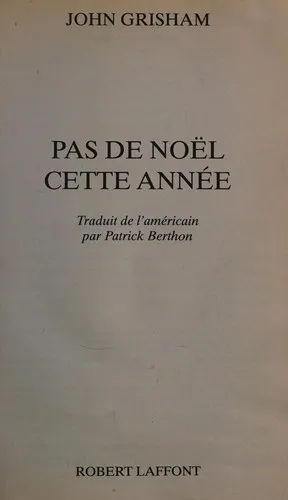 JOHN GRISHAM
PAS DE NOËL
CETTE ANNÉE
Traduit de l'américain
par Patrick Berthon
ROBERT LAFFONT